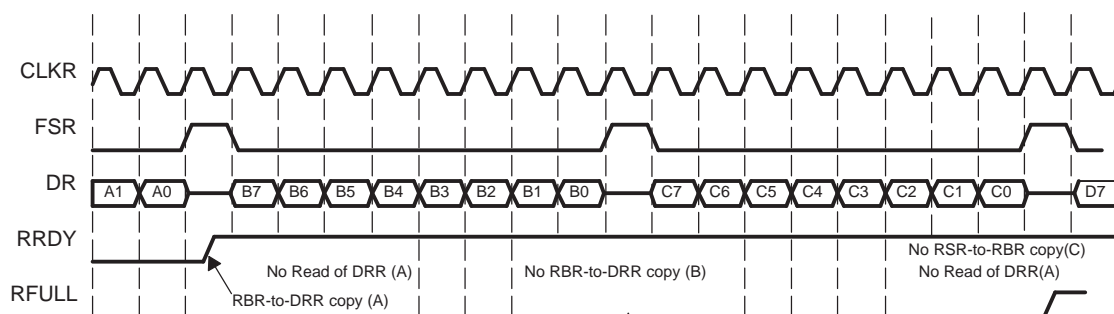 CLKR
FSR
DR A1 A0 B7 B6 B5 B4 B3 B2 B1 B0 C7 C6 C5 C4 C3 C2 C1 C0 D7
RRDY
No RSR-to-RBR copy(C)
No Read of DRR (A) No RBR-to-DRR copy (B) No Read of DRR(A)
RFULL RBR-to-DRR copy (A)